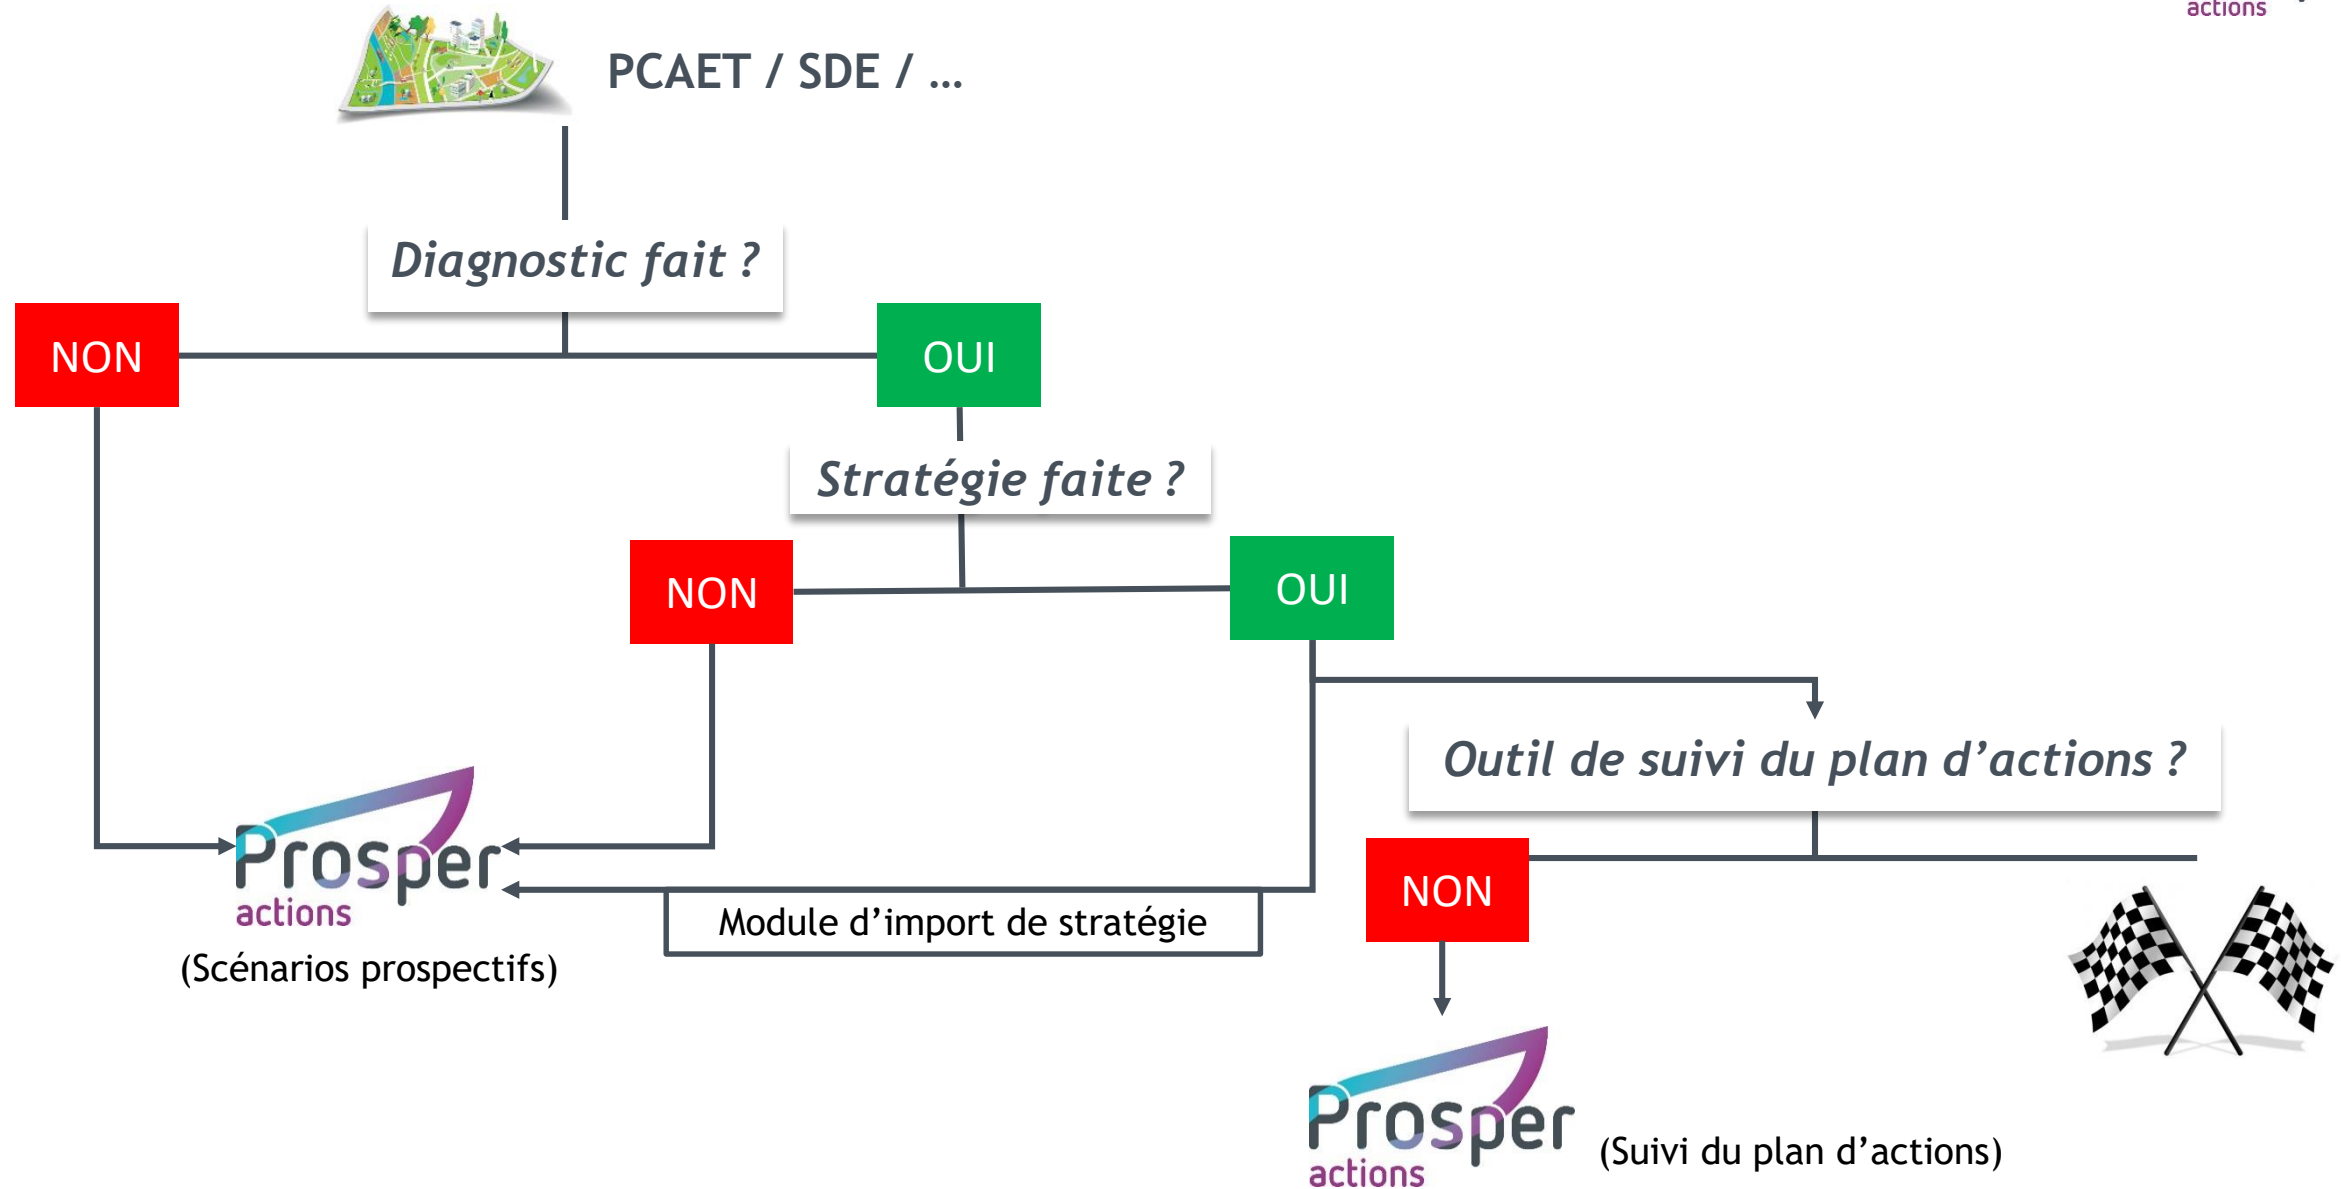 actions
PCAET / SDE / …
Diagnostic fait ?
NON
OUI
Stratégie faite ?
NON
OUI
Outil de suivi du plan d’actions ?
Prosper
actions
(Scénarios prospectifs)
Module d’import de stratégie
NON
Prosper
actions
(Suivi du plan d’actions)